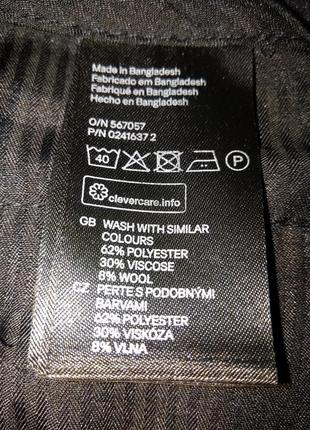 Made in Bangladesh
Fabricado em Bangladesh
Fabriqué en Bangladesh
Hecho en Bangladesh
O/N 567057
P/N 0241637 2
40 P
clevercare.info
GB WASH WITH SIMILAR
COLOURS
62% POLYESTER
30% VISCOSE
8% WOOL
CZ PERTE S PODOBNÝMI
BARVAMI
62% POLYESTER
30% VISKÓZA
8% VLNA